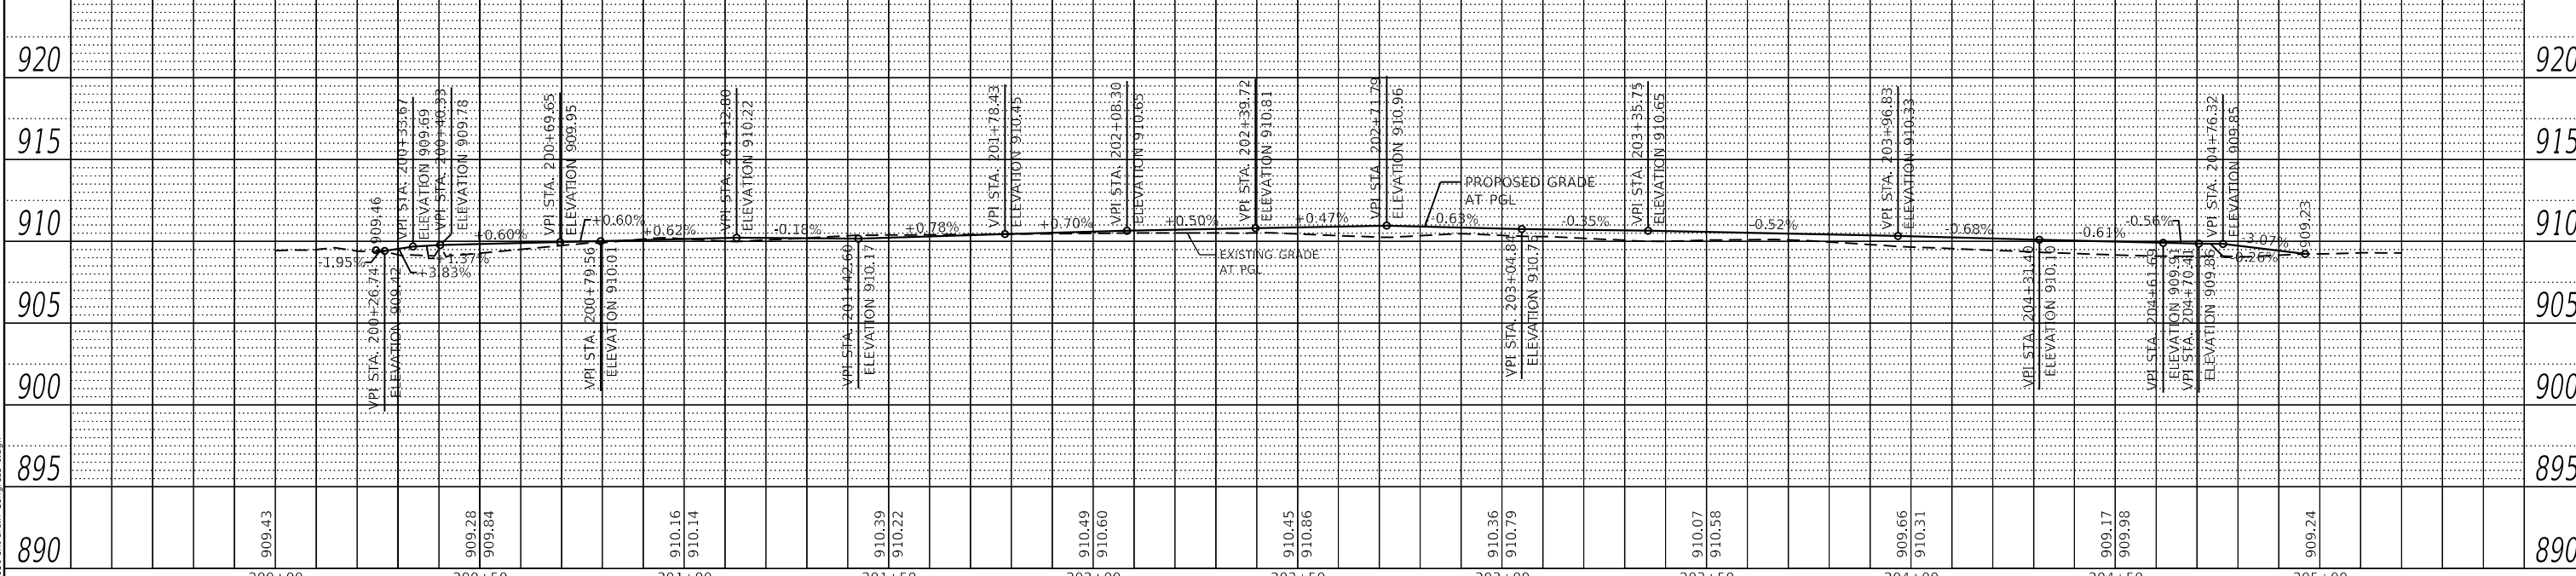 920
920
915
915
910
910
905
905
900
900
895
895
890
890
909.46
VPI STA. 200+26.74
ELEVATION 909.42
VPI STA. 200+33.67
ELEVATION 909.69
VPI STA. 200+40.33
ELEVATION 909.78
VPI STA. 200+69.65
ELEVATION 909.95
VPI STA. 200+79.56
ELEVATION 910.01
VPI STA. 201+12.80
ELEVATION 910.22
VPI STA. 201+42.60
ELEVATION 910.17
VPI STA. 201+78.43
ELEVATION 910.45
VPI STA. 202+08.30
ELEVATION 910.65
VPI STA. 202+39.72
ELEVATION 910.81
VPI STA. 202+71.79
ELEVATION 910.96
VPI STA.
ELEVATION
VPI STA. 203+35.75
ELEVATION 910.65
VPI STA. 203+96.83
ELEVATION 910.33
VPI STA. 204+31.40
ELEVATION 910.10
VPI STA. 204+61.69
ELEVATION 909.91
VPI STA. 204+70.41
ELEVATION 909.86
VPI STA. 204+76.32
ELEVATION 909.85
909.23
-1.95%
+3.83%
+1.37%
+0.60%
+0.60%
+0.62%
-0.18%
+0.78%
+0.70%
+0.50%
+0.47%
-0.63%
-0.35%
-0.52%
-0.68%
-0.61%
-0.56%
-0.26%
-3.07%
PROPOSED GRADE
AT PGL
EXISTING GRADE
AT PGL
909.43
909.28
909.84
910.16
910.14
910.39
910.22
910.49
910.60
910.45
910.86
910.36
910.79
910.07
910.58
909.66
910.31
909.17
909.98
909.24